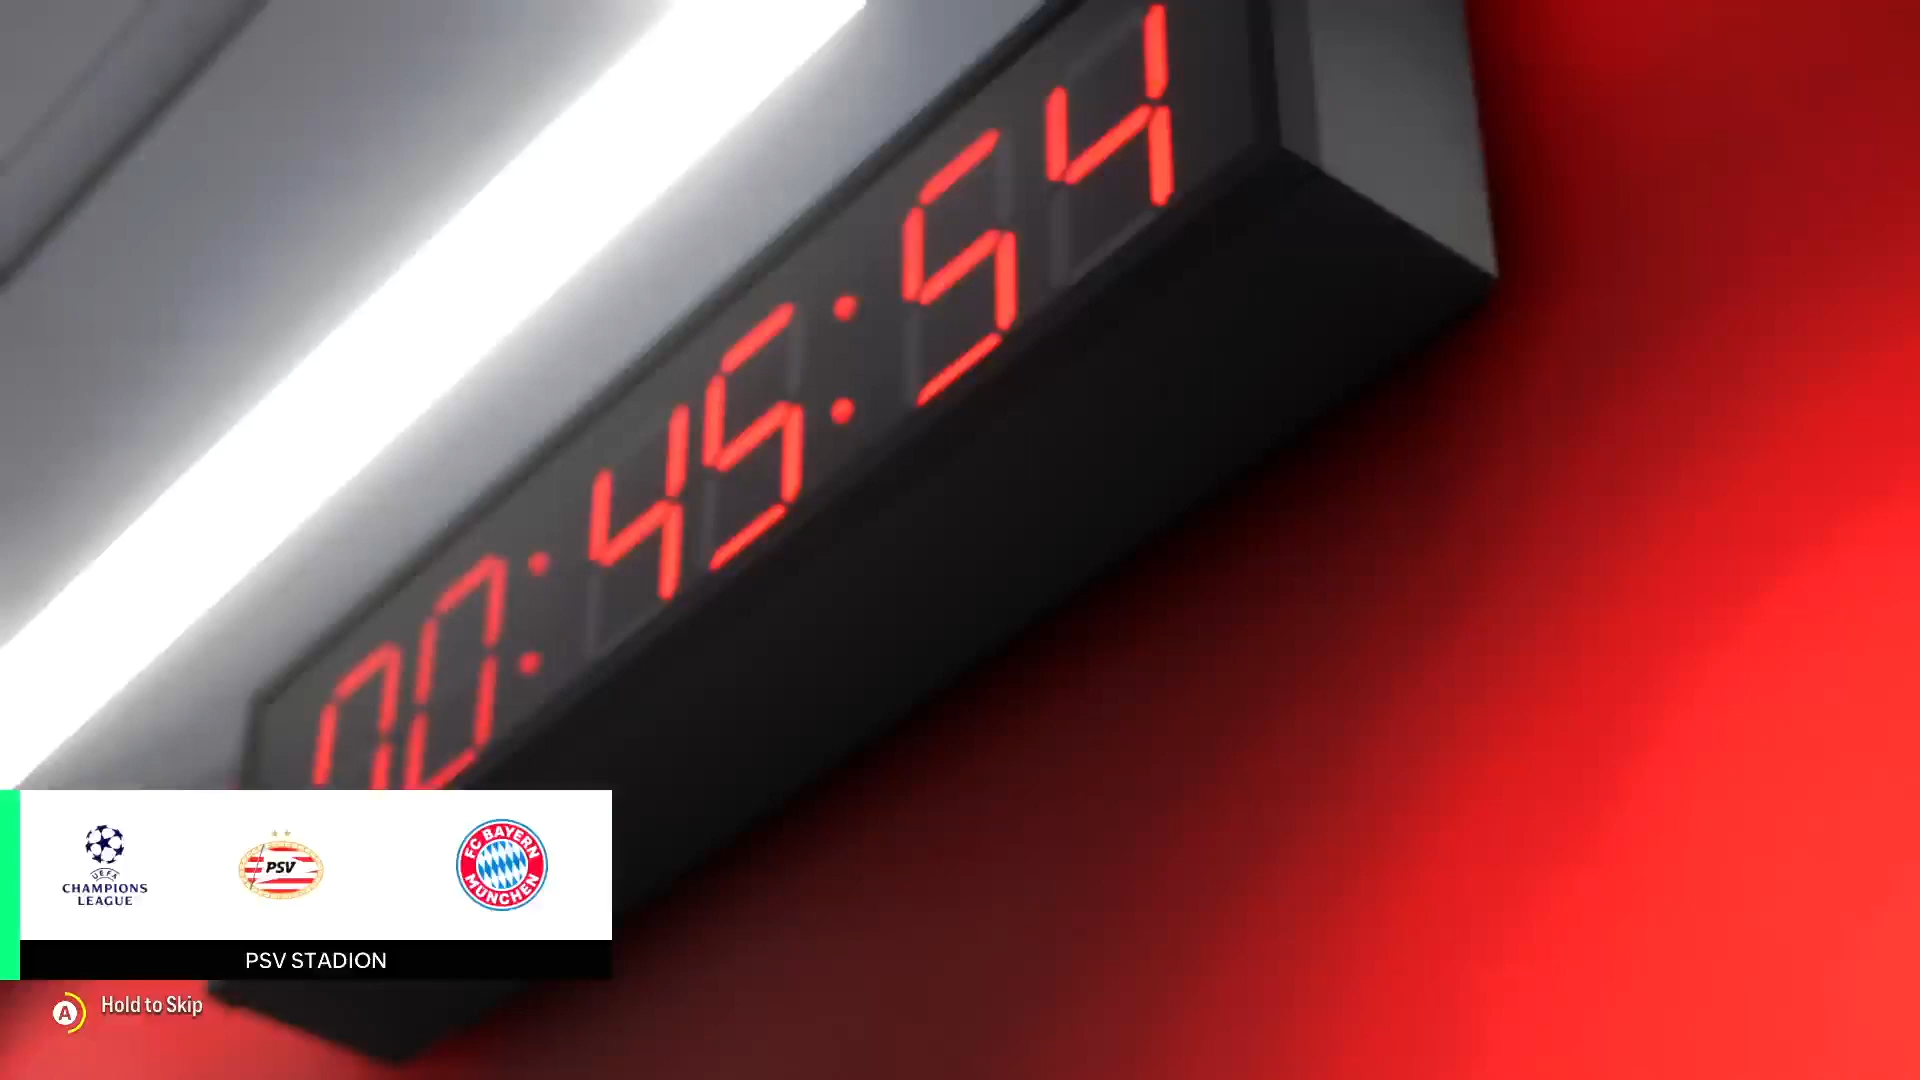 00:45:54
UEFA
CHAMPIONS
LEAGUE
PSV
FC BAYERN
MÜNCHEN
PSV STADION
A Hold to Skip